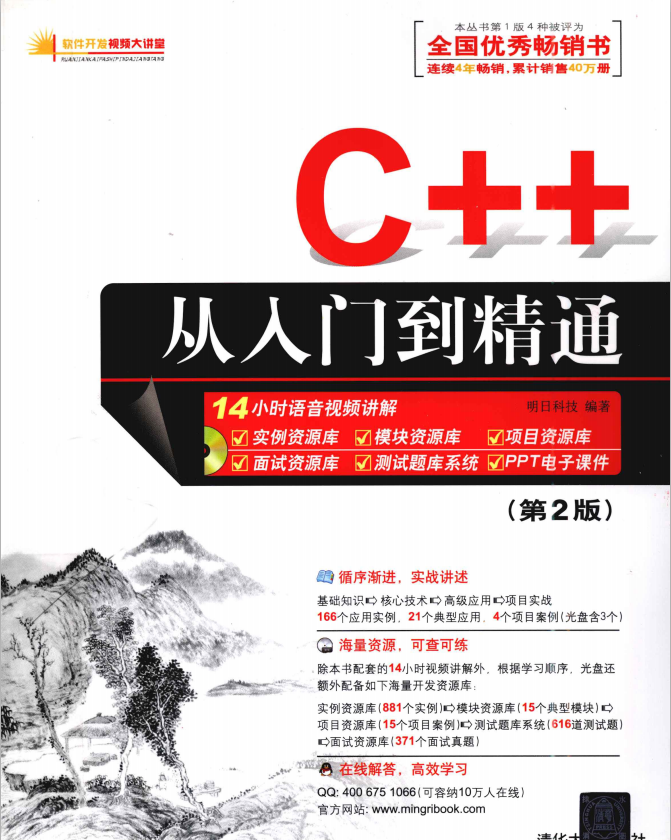 软件开发视频大讲堂
RUANJIANKAIFASHIPINDAJIANGTANG
本丛书第1版4种被评为
全国优秀畅销书
连续4年畅销,累计销售40万册
C++
从入门到精通
14小时语音视频讲解
明日科技 编著
实例资源库 模块资源库 项目资源库
面试资源库 测试题库系统 PPT电子课件
(第2版)
循序渐进,实战讲述
基础知识➪核心技术➪高级应用➪项目实战
166个应用实例,21个典型应用,4个项目案例(光盘含3个)
海量资源,可查可练
除本书配套的14小时视频讲解外,根据学习顺序,光盘还
额外配备如下海量开发资源库:
实例资源库(881个实例)➪模块资源库(15个典型模块)➪
项目资源库(15个项目案例)➪测试题库系统(616道测试题)
➪面试资源库(371个面试真题)
在线解答,高效学习
QQ: 400 675 1066(可容纳10万人在线)
官方网站: www.mingribook.com